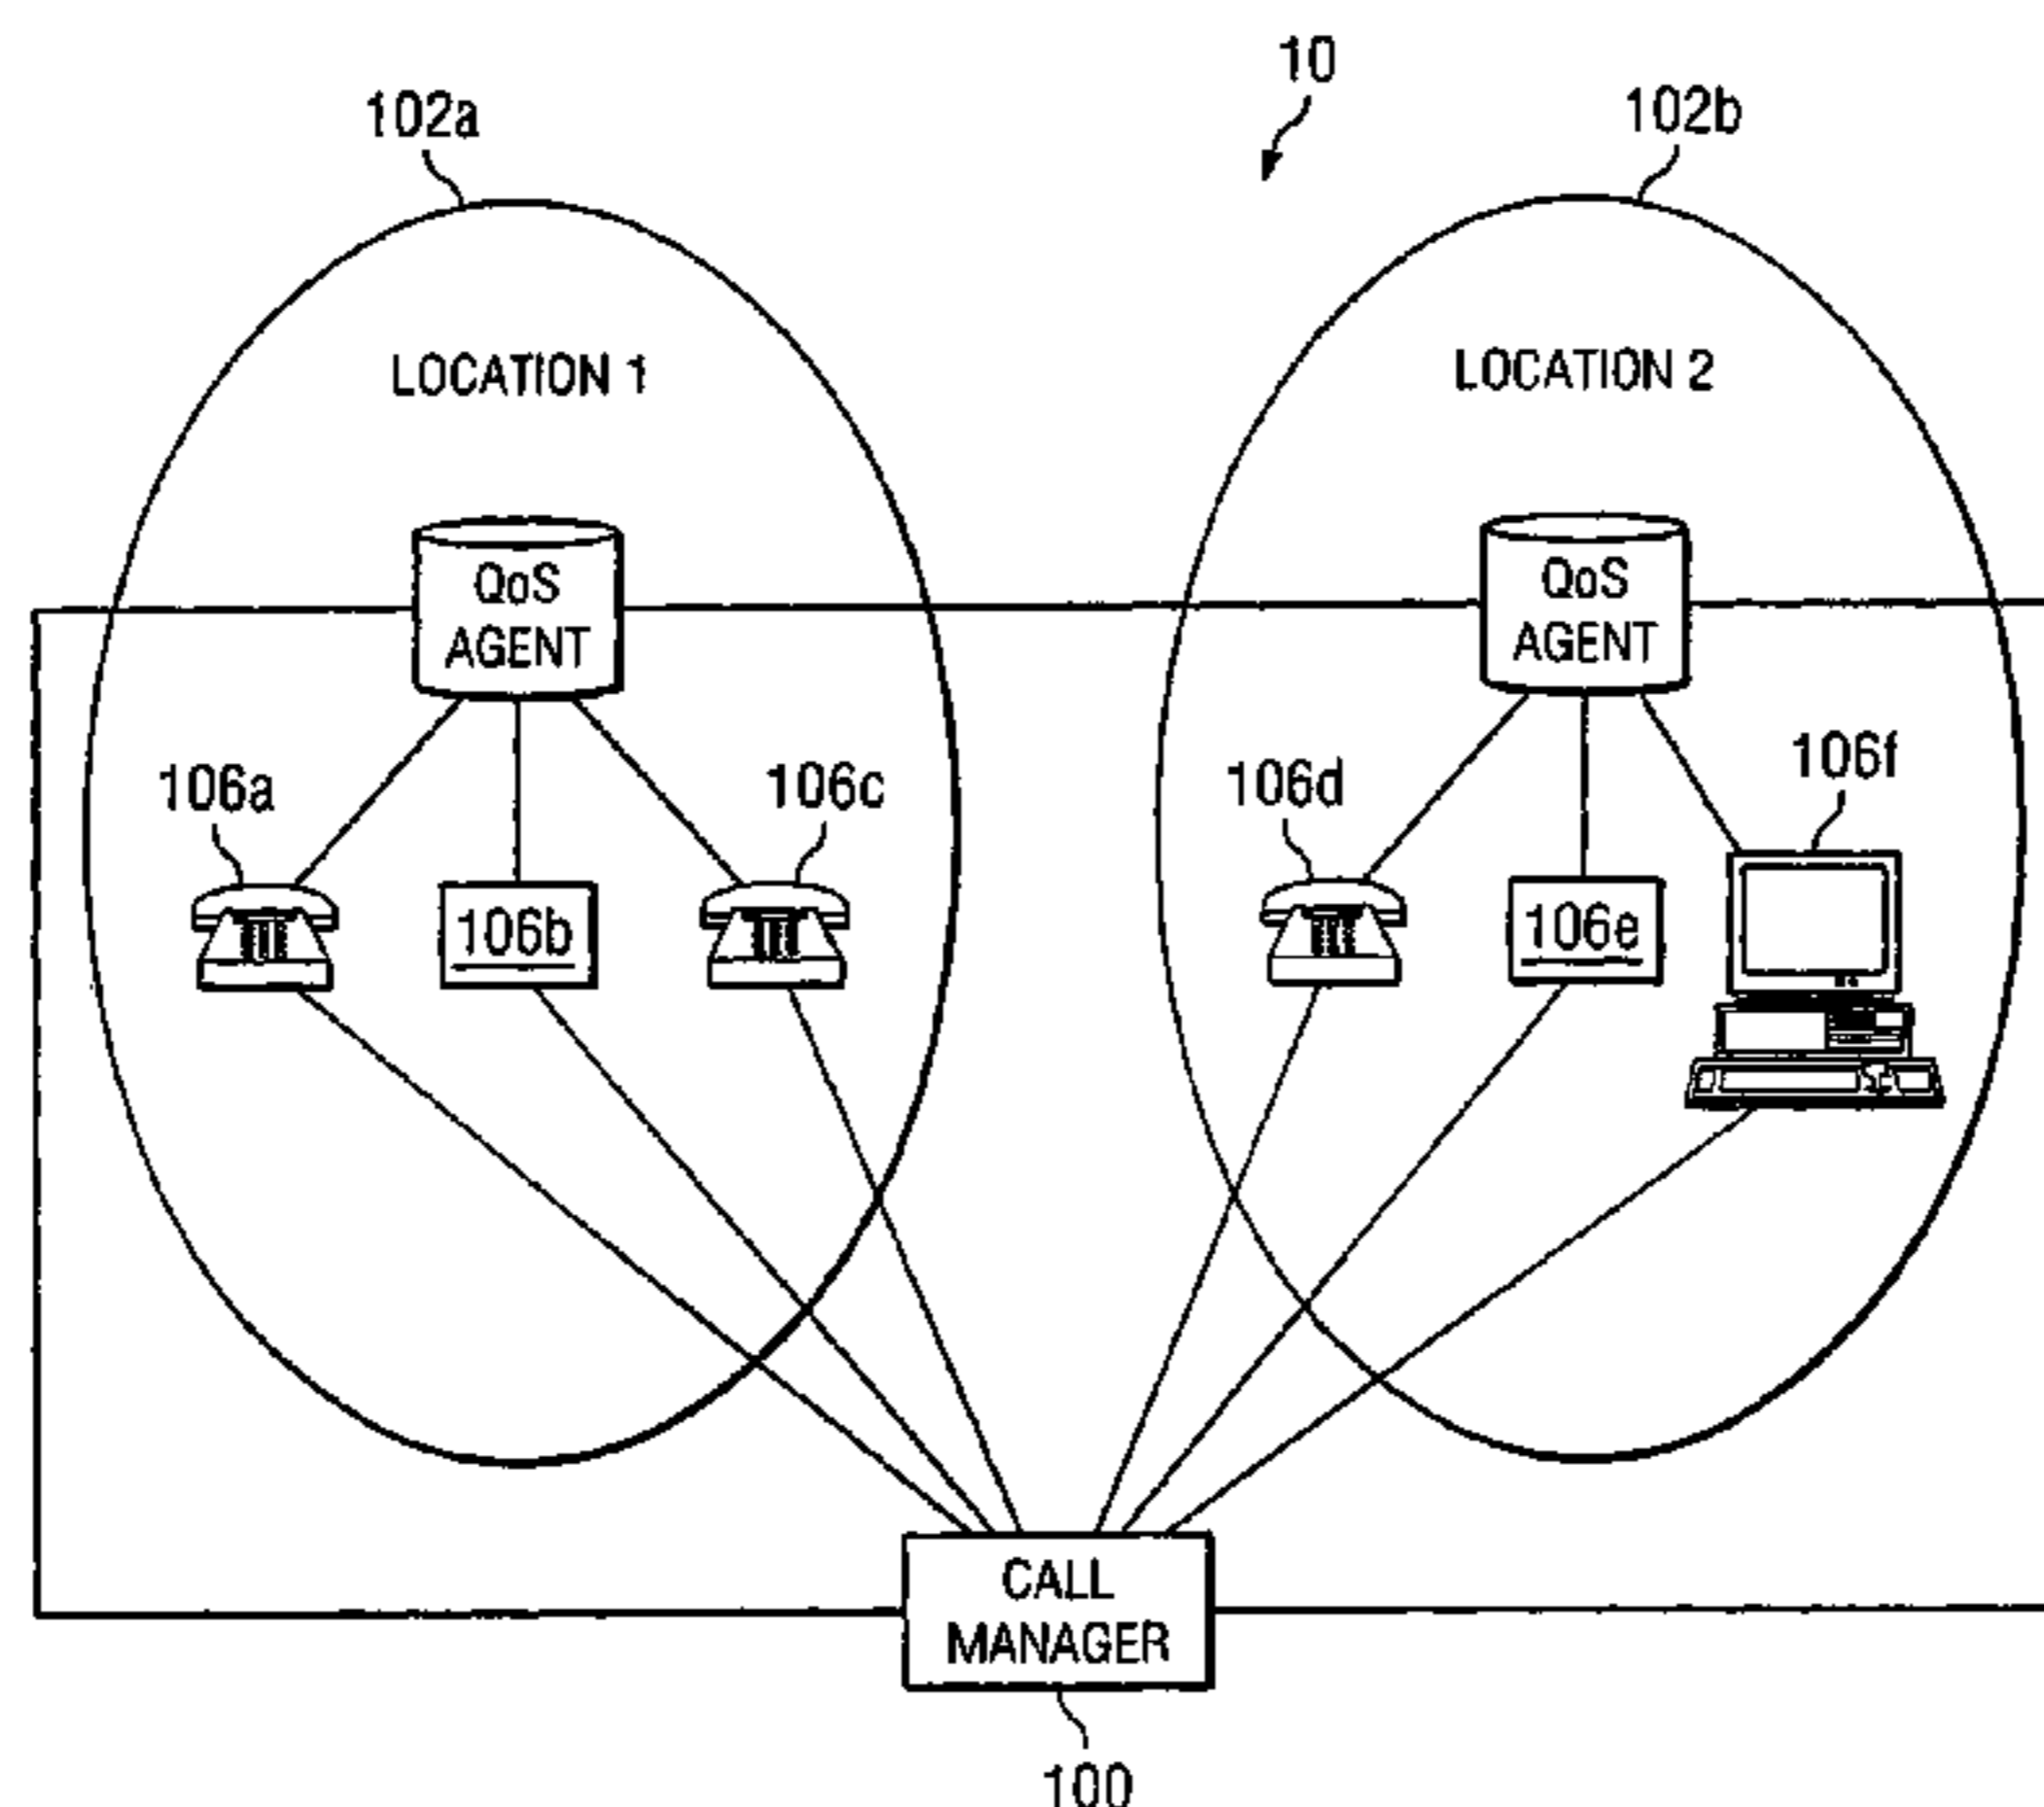 10
102a
102b
LOCATION 1
LOCATION 2
QoS
AGENT
QoS
AGENT
106a
106c
106d
106f
106b
106e
CALL
MANAGER
100